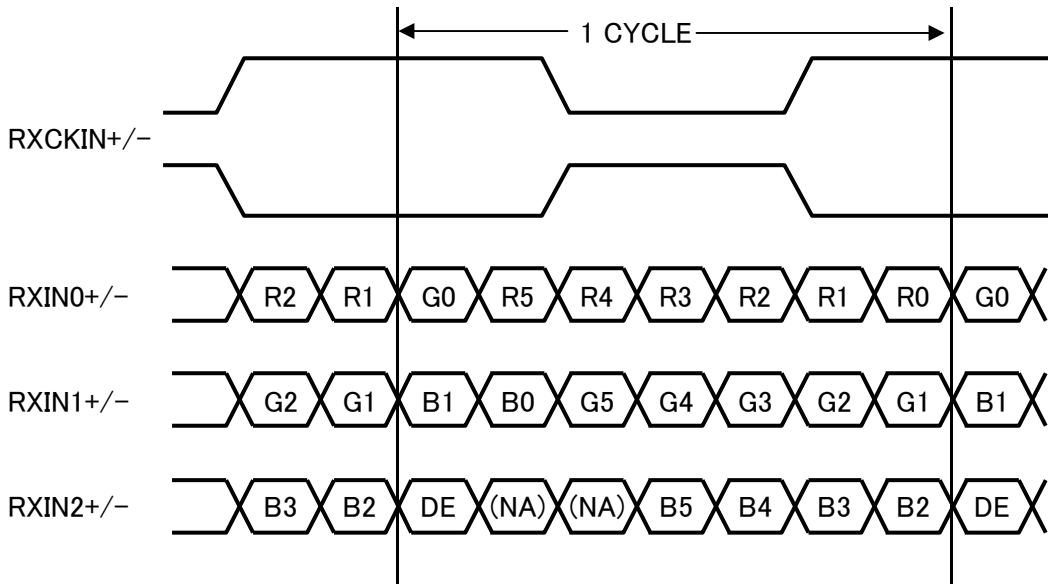 1 CYCLE
RXCKIN+/−
RXIN0+/− R2 R1 G0 R5 R4 R3 R2 R1 R0 G0
RXIN1+/− G2 G1 B1 B0 G5 G4 G3 G2 G1 B1
RXIN2+/− B3 B2 DE (NA) (NA) B5 B4 B3 B2 DE